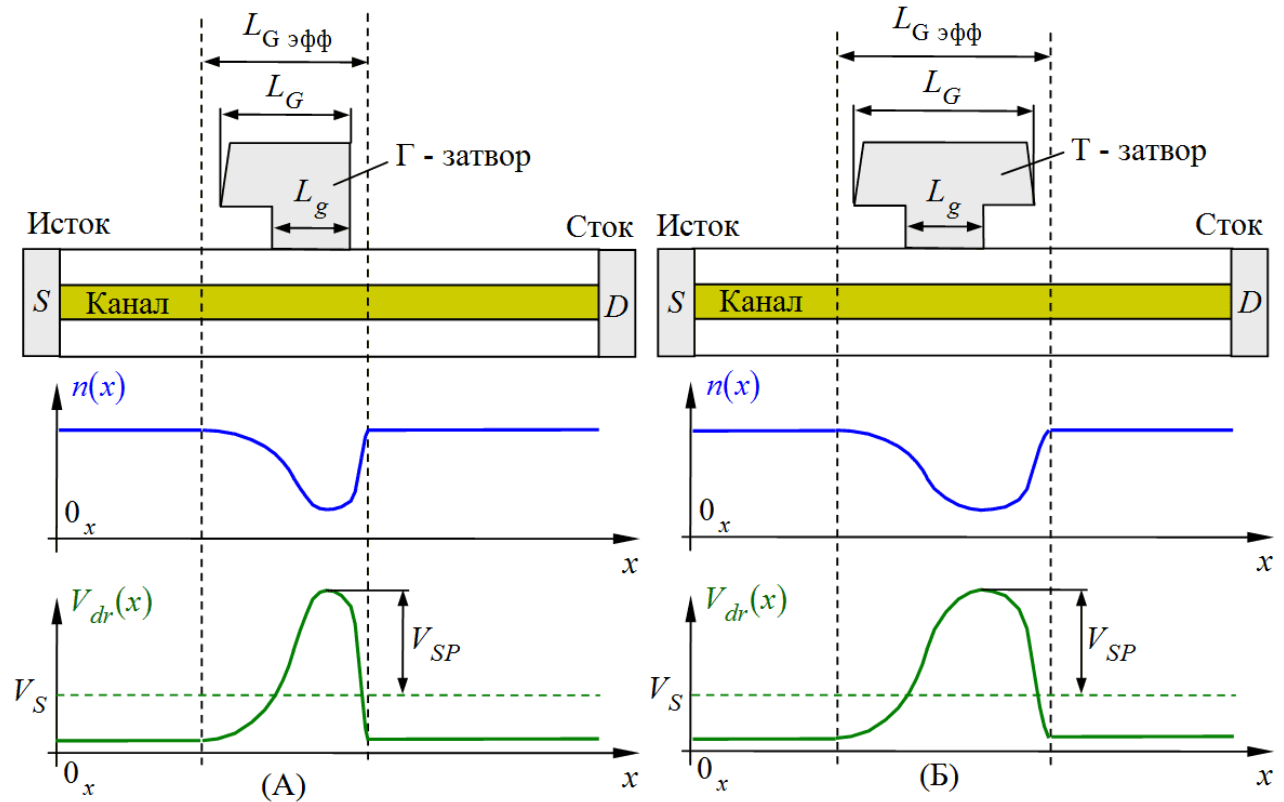 L_G эфф
L_G
Г - затвор
L_g
Исток
Сток
S
Канал
D
n(x)
0_x
x
V_dr(x)
V_SP
V_S
0_x
x
(А)
L_G эфф
L_G
Т - затвор
L_g
Исток
Сток
S
Канал
D
n(x)
0_x
x
V_dr(x)
V_SP
V_S
0_x
x
(Б)